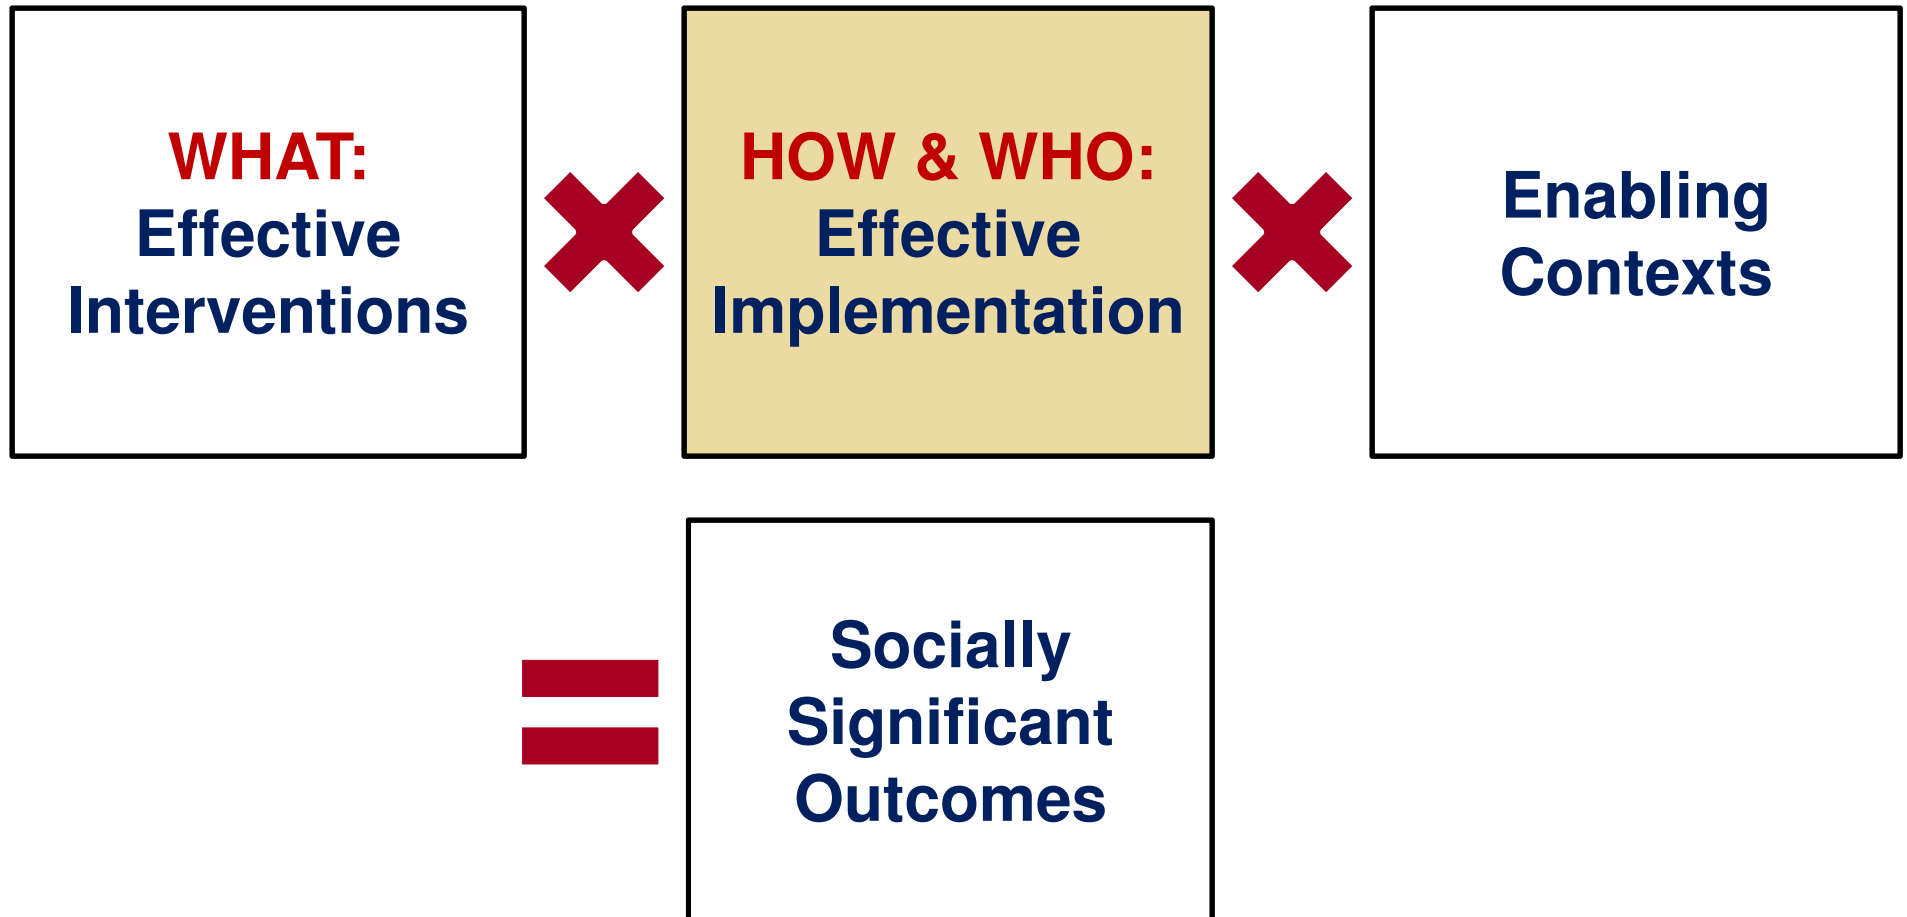 WHAT:
Effective
Interventions
HOW & WHO:
Effective
Implementation
Enabling
Contexts
Socially
Significant
Outcomes